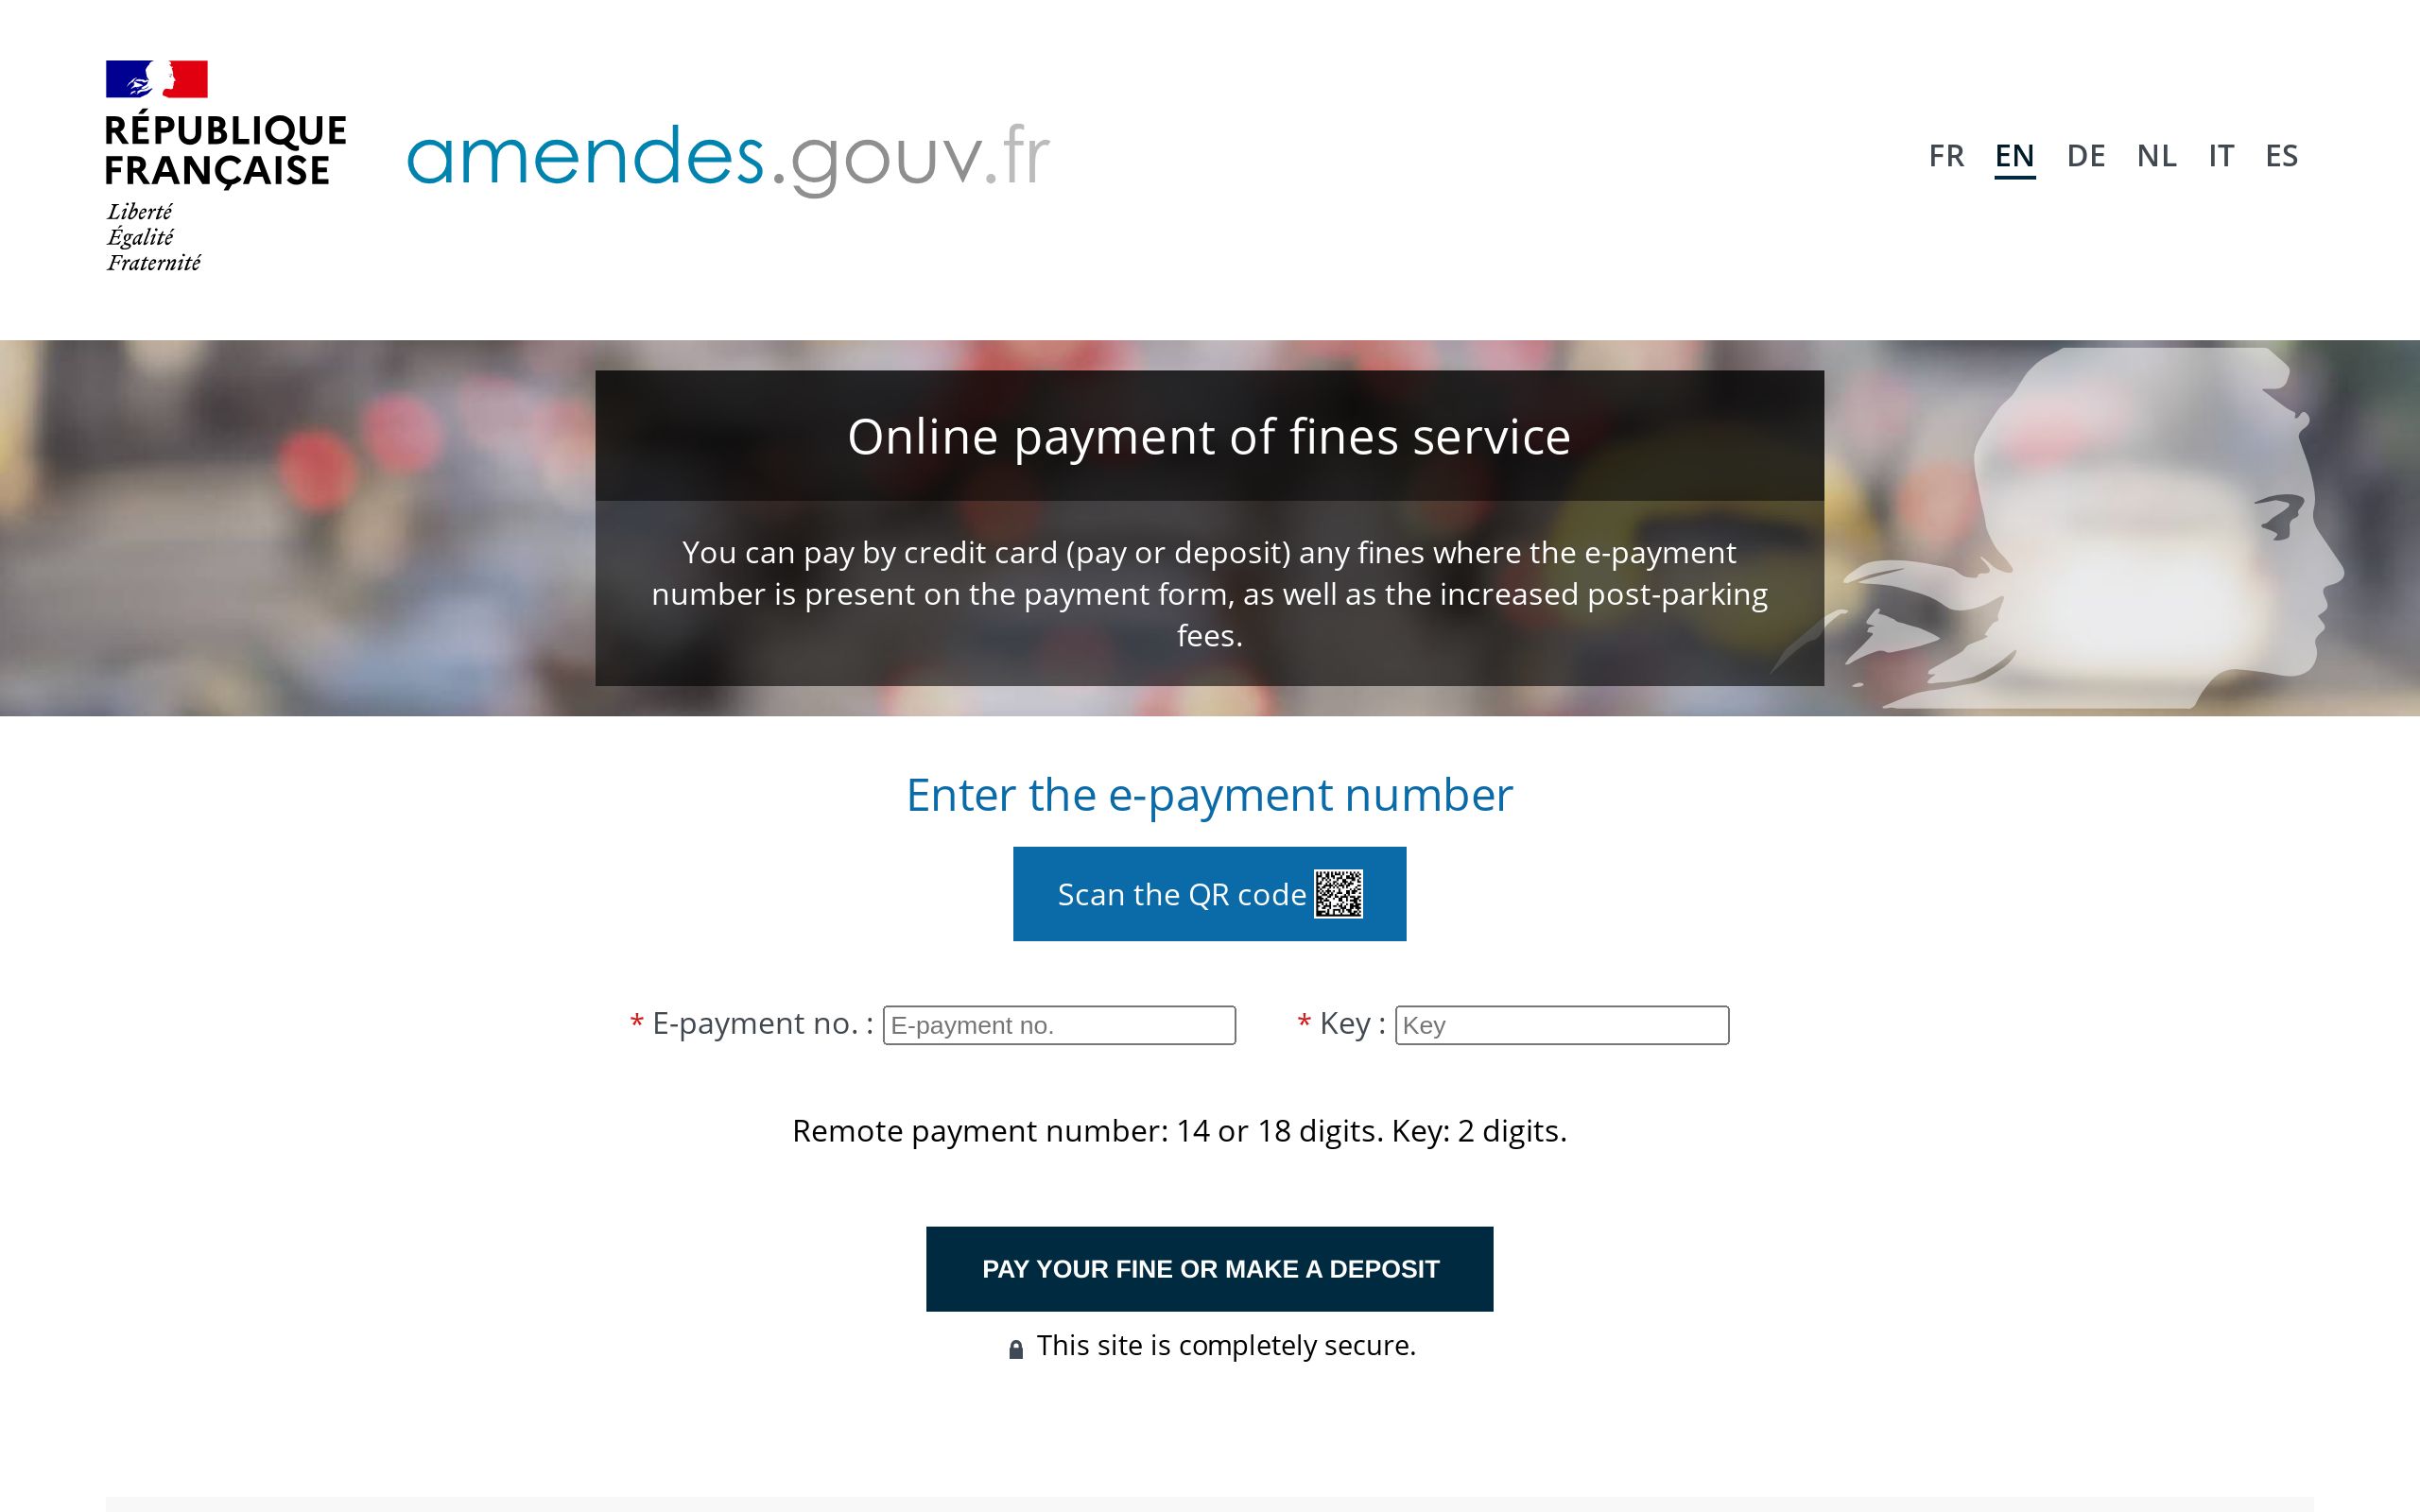 RÉPUBLIQUE
FRANÇAISE
Liberté
Égalité
Fraternité
amendes.gouv.fr
FR EN DE NL IT ES
Online payment of fines service
You can pay by credit card (pay or deposit) any fines where the e-payment
number is present on the payment form, as well as the increased post-parking
fees.
Enter the e-payment number
Scan the QR code
* E-payment no. : E-payment no. * Key : Key
Remote payment number: 14 or 18 digits. Key: 2 digits.
PAY YOUR FINE OR MAKE A DEPOSIT
This site is completely secure.